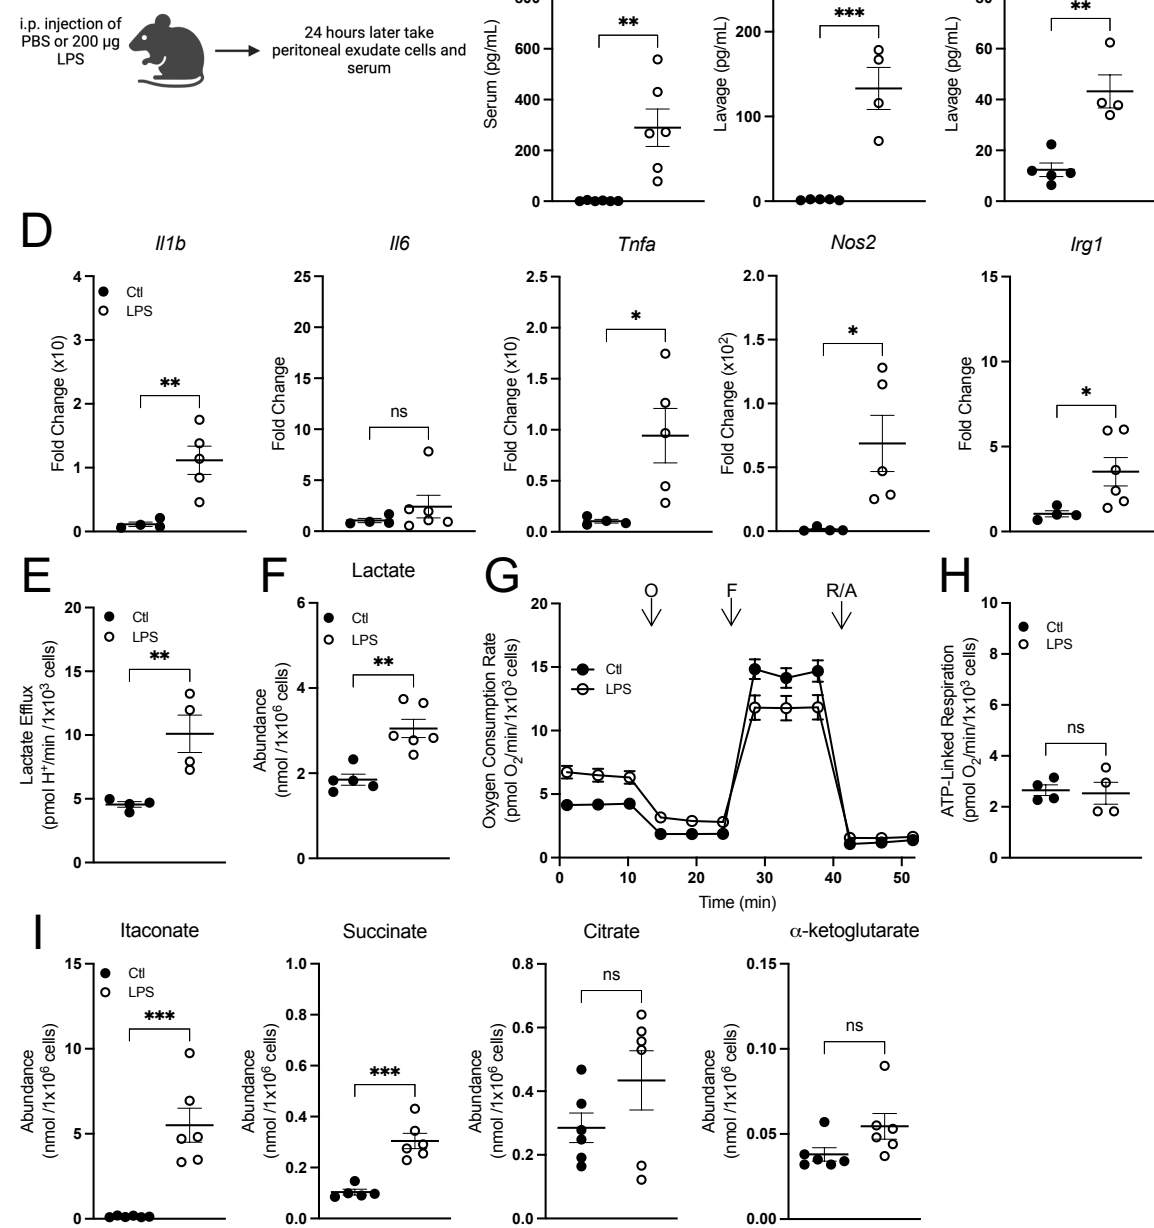 i.p. injection of
PBS or 200 µg
LPS
24 hours later take
peritoneal exudate cells and
serum
Serum (pg/mL)
600
400
200
0
**
Lavage (pg/mL)
200
100
0
***
Lavage (pg/mL)
60
40
20
0
**
D
Il1b
Fold Change (x10)
4
3
2
1
0
Ctl
LPS
**
Il6
Fold Change
25
20
15
10
5
0
ns
Tnfa
Fold Change (x10)
2.5
2.0
1.5
1.0
0.5
0.0
*
Nos2
Fold Change (x10²)
2.0
1.5
1.0
0.5
0.0
*
Irg1
Fold Change
15
10
5
0
*
E
Lactate Efflux
(pmol H⁺/min /1x10³ cells)
20
15
10
5
0
Ctl
LPS
**
F
Lactate
Abundance
(nmol /1x10⁶ cells)
6
4
2
0
Ctl
LPS
**
G
Oxygen Consumption Rate
(pmol O₂/min/1x10³ cells)
20
15
10
5
0
O
F
R/A
Ctl
LPS
0 10 20 30 40 50
Time (min)
H
ATP-Linked Respiration
(pmol O₂/min/1x10³ cells)
10
8
6
4
2
0
Ctl
LPS
ns
I
Itaconate
Abundance
(nmol /1x10⁶ cells)
15
10
5
0
Ctl
LPS
***
Succinate
Abundance
(nmol /1x10⁶ cells)
1.0
0.8
0.6
0.4
0.2
0.0
***
Citrate
Abundance
(nmol /1x10⁶ cells)
0.8
0.6
0.4
0.2
0.0
ns
α-ketoglutarate
Abundance
(nmol /1x10⁶ cells)
0.15
0.10
0.05
0.00
ns